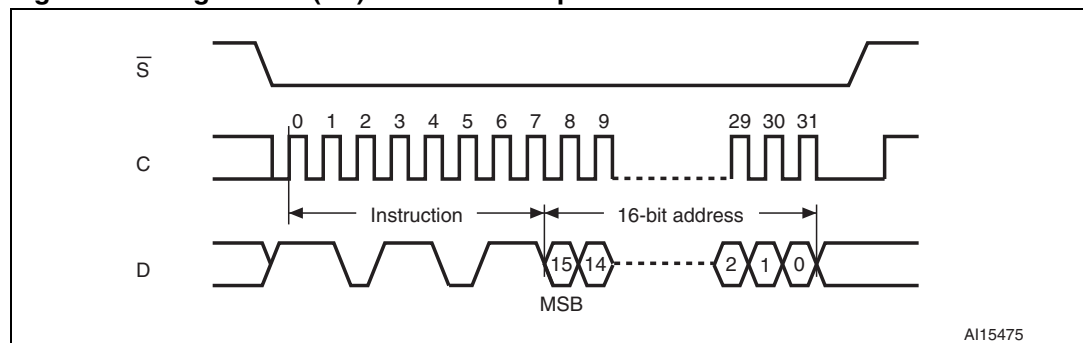 S̅
0 1 2 3 4 5 6 7 8 9 29 30 31
C
Instruction 16-bit address
D 15 14 2 1 0
MSB
AI15475